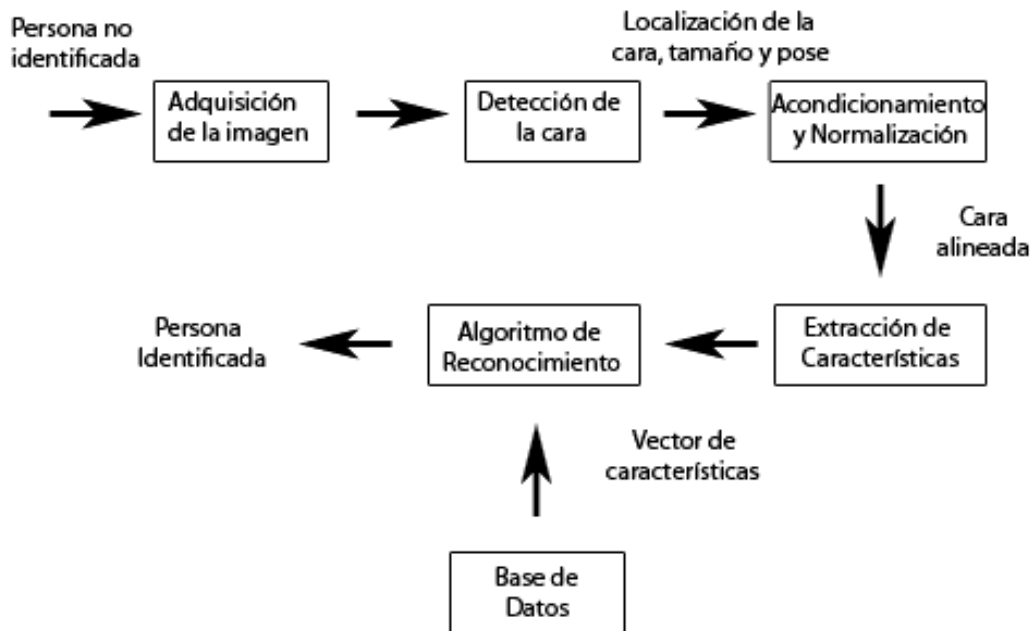 Persona no
identificada
Localización de la
cara, tamaño y pose
Adquisición
de la imagen
Detección de
la cara
Acondicionamiento
y Normalización
Cara
alineada
Extracción de
Características
Algoritmo de
Reconocimiento
Persona
Identificada
Vector de
características
Base de
Datos